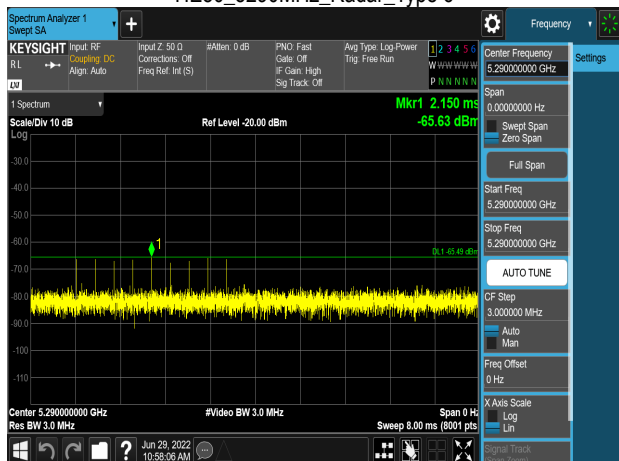 Spectrum Analyzer 1
Swept SA
+
Frequency
KEYSIGHT
RL
Input: RF
Coupling: DC
Align: Auto
Input Z: 50 Ω
Corrections: Off
Freq Ref: Int (S)
#Atten: 0 dB
PNO: Fast
Gate: Off
IF Gain: High
Sig Track: Off
Avg Type: Log-Power
Trig: Free Run
1 2 3 4 5 6
W W W W W W
P N N N N N
1 Spectrum
Scale/Div 10 dB
Log
Ref Level -20.00 dBm
Mkr1 2.150 ms
-65.63 dBm
-30.0
-40.0
-50.0
-60.0
-70.0
-80.0
-90.0
-100
-110
1
DL1 -65.49 dBm
Center 5.290000000 GHz
Res BW 3.0 MHz
#Video BW 3.0 MHz
Span 0 Hz
Sweep 8.00 ms (8001 pts)
Jun 29, 2022
10:58:06 AM
Center Frequency
5.290000000 GHz
Settings
Span
0.00000000 Hz
Swept Span
Zero Span
Full Span
Start Freq
5.290000000 GHz
Stop Freq
5.290000000 GHz
AUTO TUNE
CF Step
3.000000 MHz
Auto
Man
Freq Offset
0 Hz
X Axis Scale
Log
Lin
Signal Track